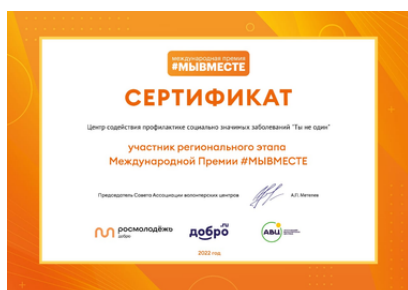 международная премия
#МЫВМЕСТЕ
СЕРТИФИКАТ
Центр содействия профилактике социально значимых заболеваний "Ты не один"
участник регионального этапа
Международной Премии #МЫВМЕСТЕ
Председатель Совета Ассоциации волонтерских центров
А.П. Метелев
росмолодёжь
добро.ру
АВЦ
2022 год